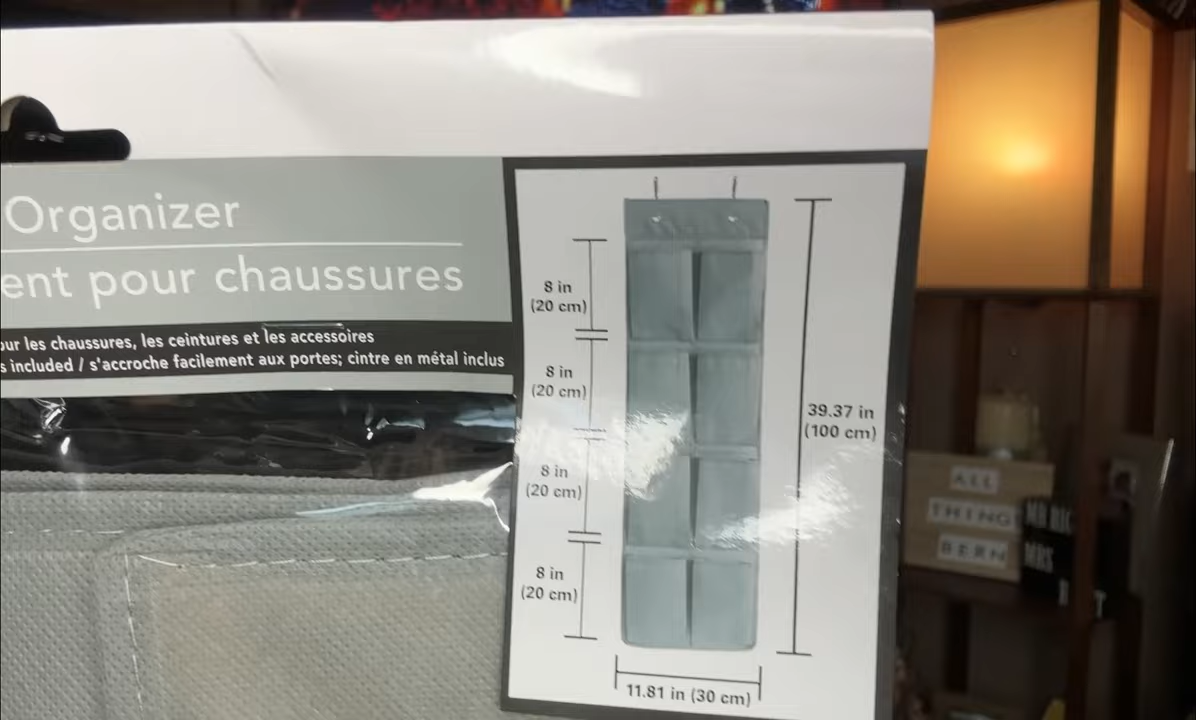 Organizer
ent pour chaussures
ur les chaussures, les ceintures et les accessoires
s included / s'accroche facilement aux portes; cintre en métal inclus
8 in
(20 cm)
8 in
(20 cm)
8 in
(20 cm)
8 in
(20 cm)
39.37 in
(100 cm)
11.81 in (30 cm)
ALL
THING
BERN
MRS